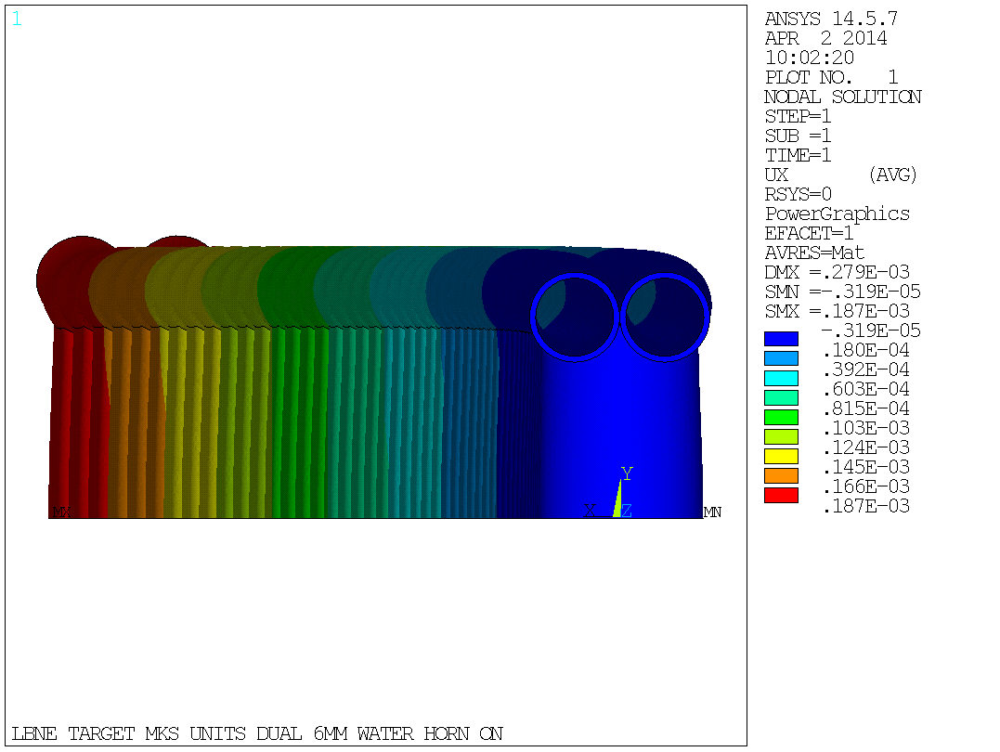 1
ANSYS 14.5.7
APR 2 2014
10:02:20
PLOT NO. 1
NODAL SOLUTION
STEP=1
SUB =1
TIME=1
UX (AVG)
RSYS=0
PowerGraphics
EFACET=1
AVRES=Mat
DMX =.279E-03
SMN =-.319E-05
SMX =.187E-03
-.319E-05
.180E-04
.392E-04
.603E-04
.815E-04
.103E-03
.124E-03
.145E-03
.166E-03
.187E-03
Y
MX
X
Z
MN
LBNE TARGET MKS UNITS DUAL 6MM WATER HORN ON